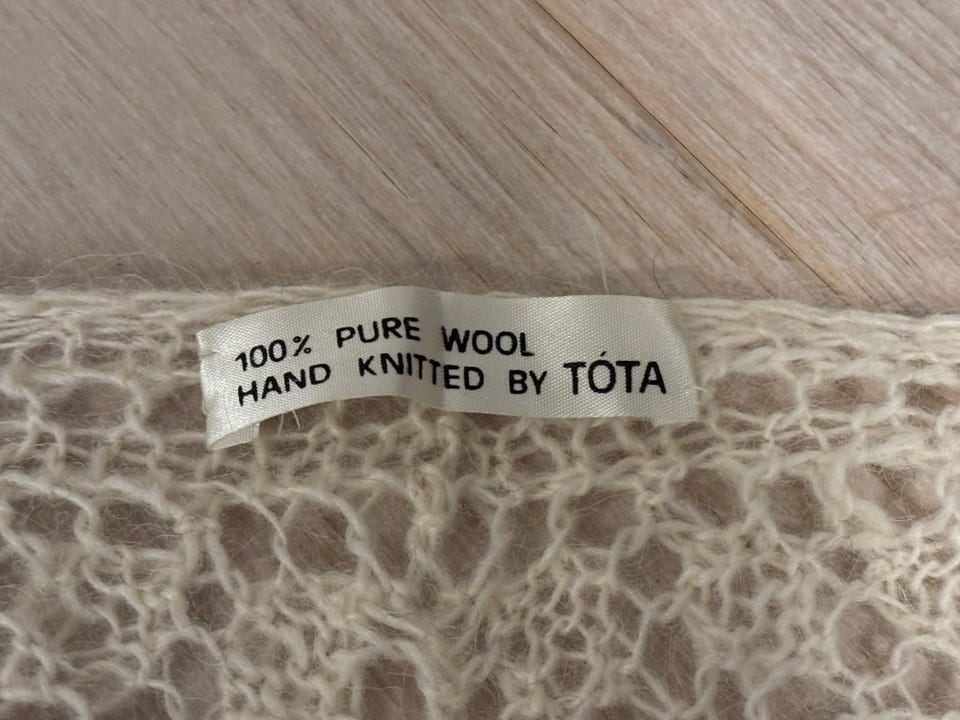 100% PURE WOOL
HAND KNITTED BY TÓTA